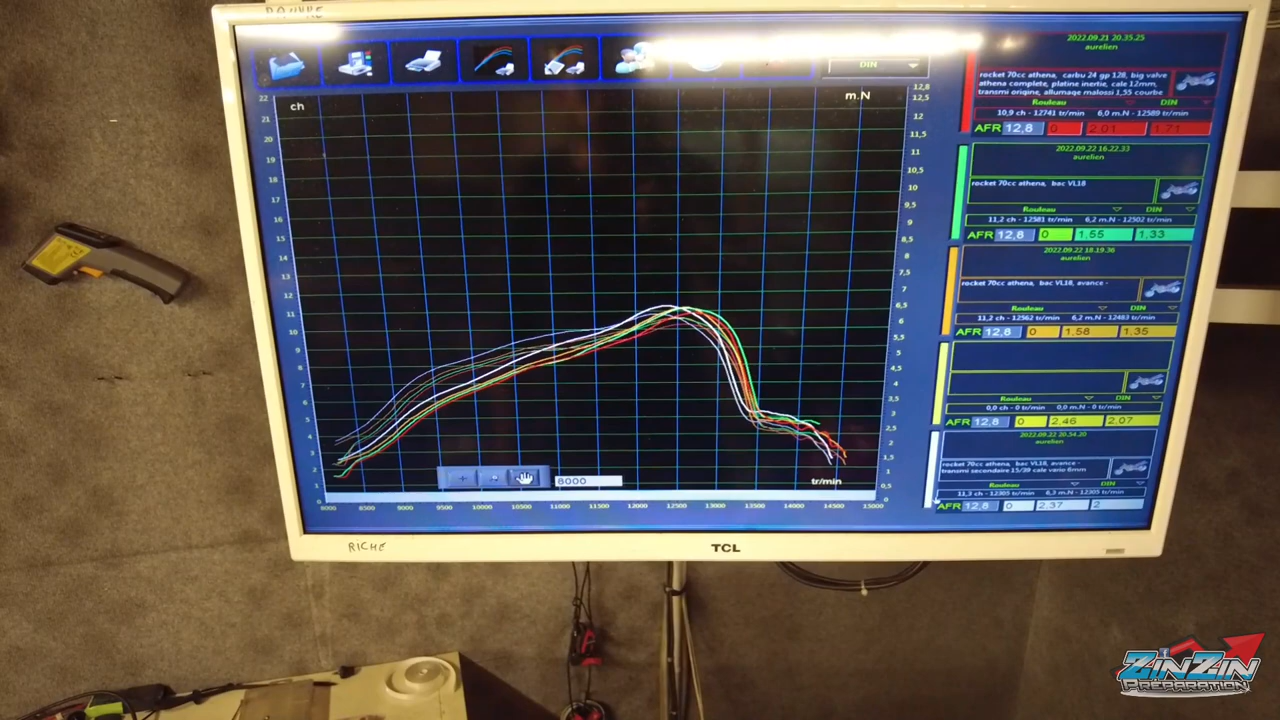 RICHE
TCL
DIN
ch
m.N
22
21
20
19
18
17
16
15
14
13
12
11
10
9
8
7
6
5
4
3
2
1
0
12,8
12,5
12
11,5
11
10,5
10
9,5
9
8,5
8
7,5
7
6,5
6
5,5
5
4,5
4
3,5
3
2,5
2
1,5
1
0,5
0
8000
tr/min
8000 8500 9000 9500 10000 10500 11000 11500 12000 12500 13000 13500 14000 14500 15000
2022.09.21 20.35.25
aurelien
rocket 70cc athena, carbu 24 gp 128, big valve
athena complete, platine inertie, cale 12mm,
transmi origine, allumage malossi 1,55 courbe
Rouleau DIN
10,9 ch - 12741 tr/min 6,0 m.N - 12589 tr/min
AFR 12,8 0 2,01 1,71
2022.09.22 16.22.33
aurelien
rocket 70cc athena, bac VL18
Rouleau DIN
11,2 ch - 12581 tr/min 6,2 m.N - 12502 tr/min
AFR 12,8 0 1,55 1,33
2022.09.22 18.19.36
aurelien
rocket 70cc athena, bac VL18, avance -
Rouleau DIN
11,2 ch - 12562 tr/min 6,2 m.N - 12483 tr/min
AFR 12,8 0 1,58 1,35
Rouleau DIN
0,0 ch - 0 tr/min 0,0 m.N - 0 tr/min
AFR 12,8 0 2,46 2,07
2022.09.22 20.54.20
aurelien
rocket 70cc athena, bac VL18, avance -
transmi secondaire 15/39 cale vario 6mm
Rouleau DIN
11,3 ch - 12305 tr/min 6,3 m.N - 12305 tr/min
AFR 12,8 0 2,37 2
ZinZin
Préparation